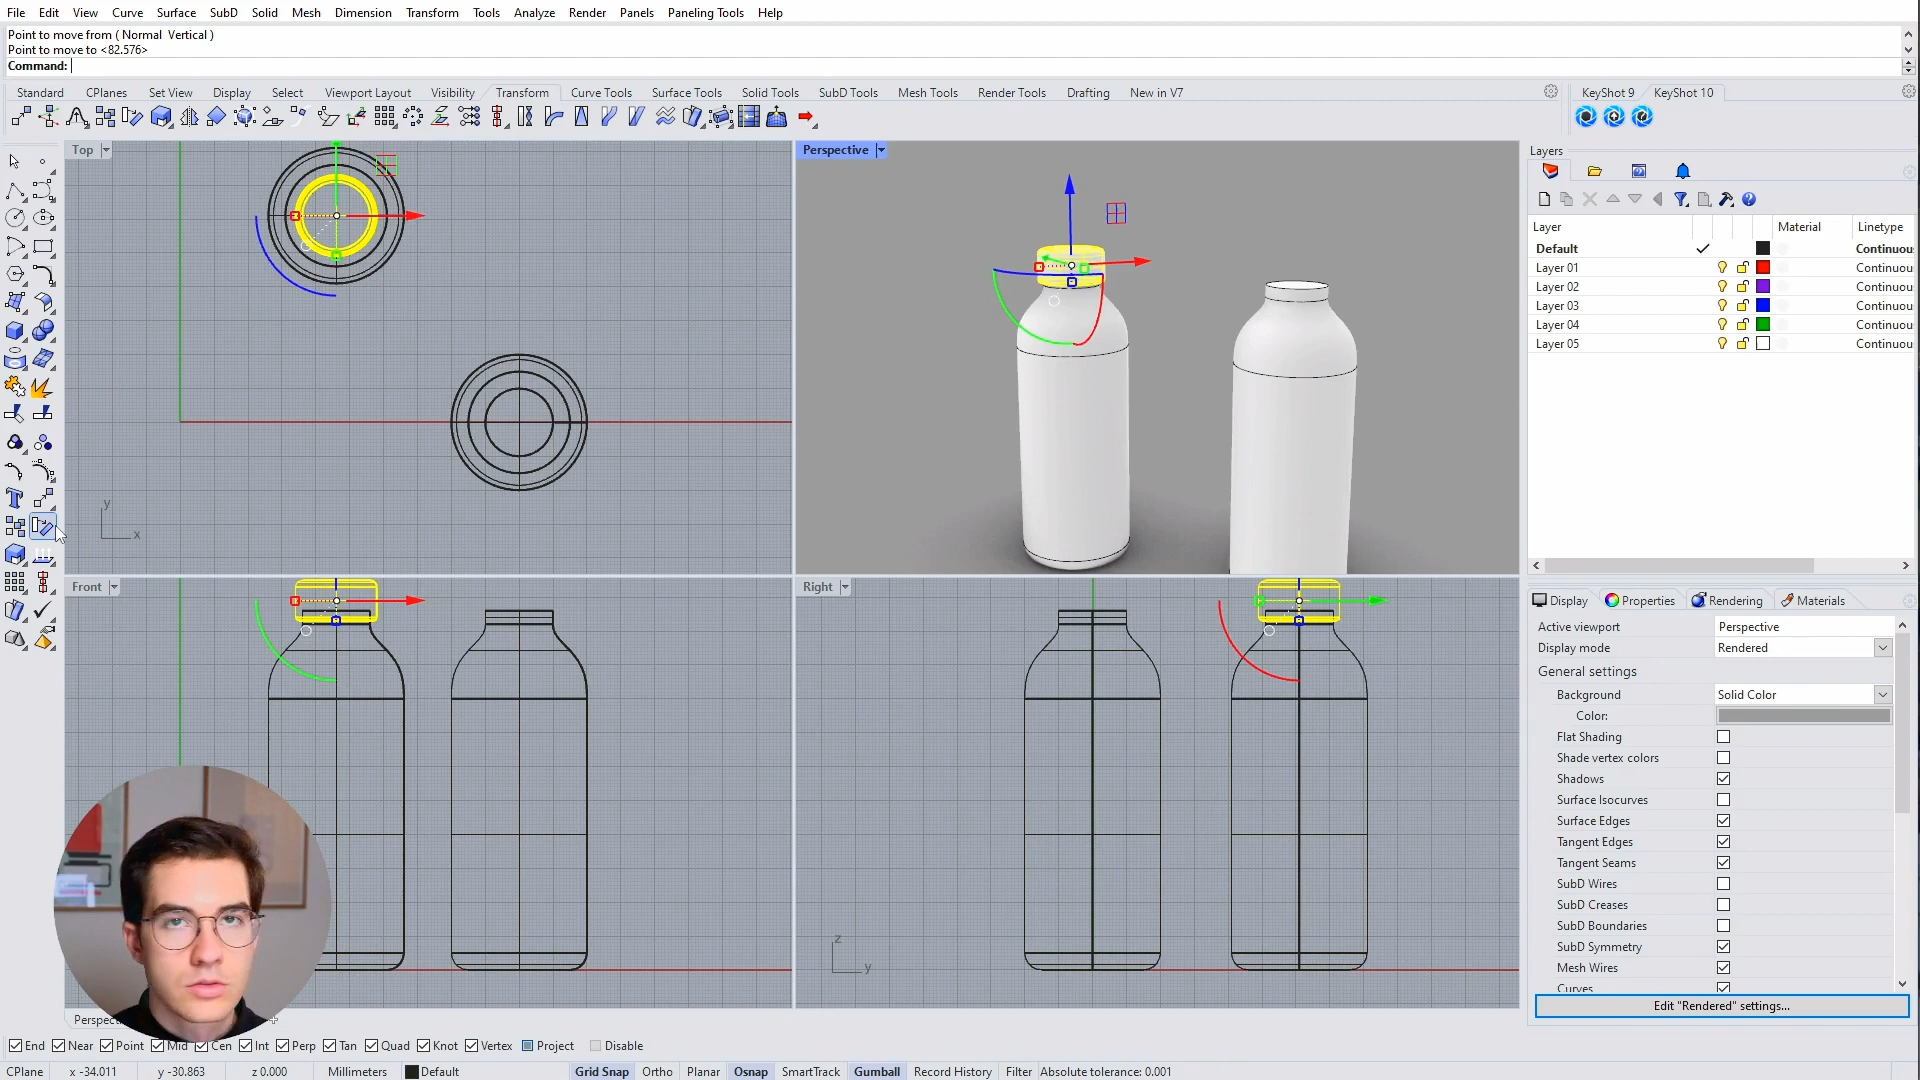 File Edit View Curve Surface SubD Solid Mesh Dimension Transform Tools Analyze Render Panels Paneling Tools Help
Point to move from ( Normal Vertical )
Point to move to <82.576>
Command:
Standard CPlanes Set View Display Select Viewport Layout Visibility Transform Curve Tools Surface Tools Solid Tools SubD Tools Mesh Tools Render Tools Drafting New in V7
KeyShot 9 KeyShot 10
Top
Perspective
Layers
Layer Material Linetype
Default Continuou
Layer 01 Continuou
Layer 02 Continuou
Layer 03 Continuou
Layer 04 Continuou
Layer 05 Continuou
y
x
Front
Right
z
y
Display Properties Rendering Materials
Active viewport Perspective
Display mode Rendered
General settings
Background Solid Color
Color:
Flat Shading
Shade vertex colors
Shadows
Surface Isocurves
Surface Edges
Tangent Edges
Tangent Seams
SubD Wires
SubD Creases
SubD Boundaries
SubD Symmetry
Mesh Wires
Curves
Edit "Rendered" settings...
Perspec
End Near Point Mid Cen Int Perp Tan Quad Knot Vertex Project Disable
CPlane x -34.011 y -30.863 z 0.000 Millimeters Default Grid Snap Ortho Planar Osnap SmartTrack Gumball Record History Filter Absolute tolerance: 0.001